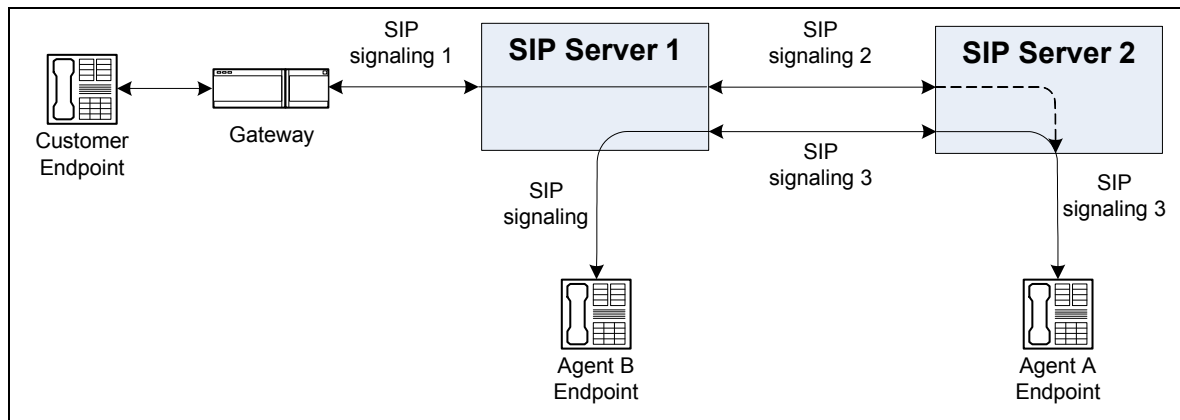 SIP
signaling 1
SIP Server 1
SIP
signaling 2
SIP Server 2
Customer
Endpoint
Gateway
SIP
signaling 3
SIP
signaling
SIP
signaling 3
Agent B
Endpoint
Agent A
Endpoint